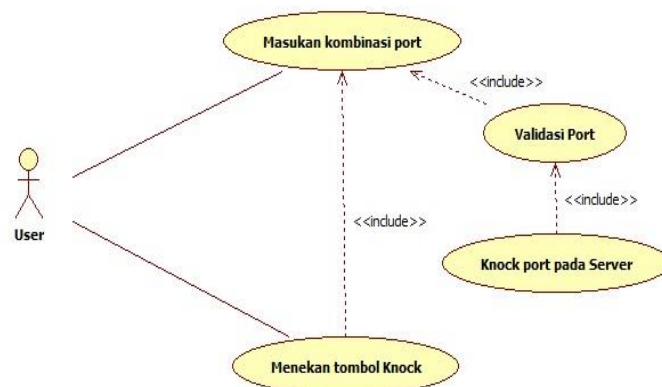 Masukan kombinasi port
<<include>>
Validasi Port
<<include>>
User
<<include>>
Knock port pada Server
Menekan tombol Knock